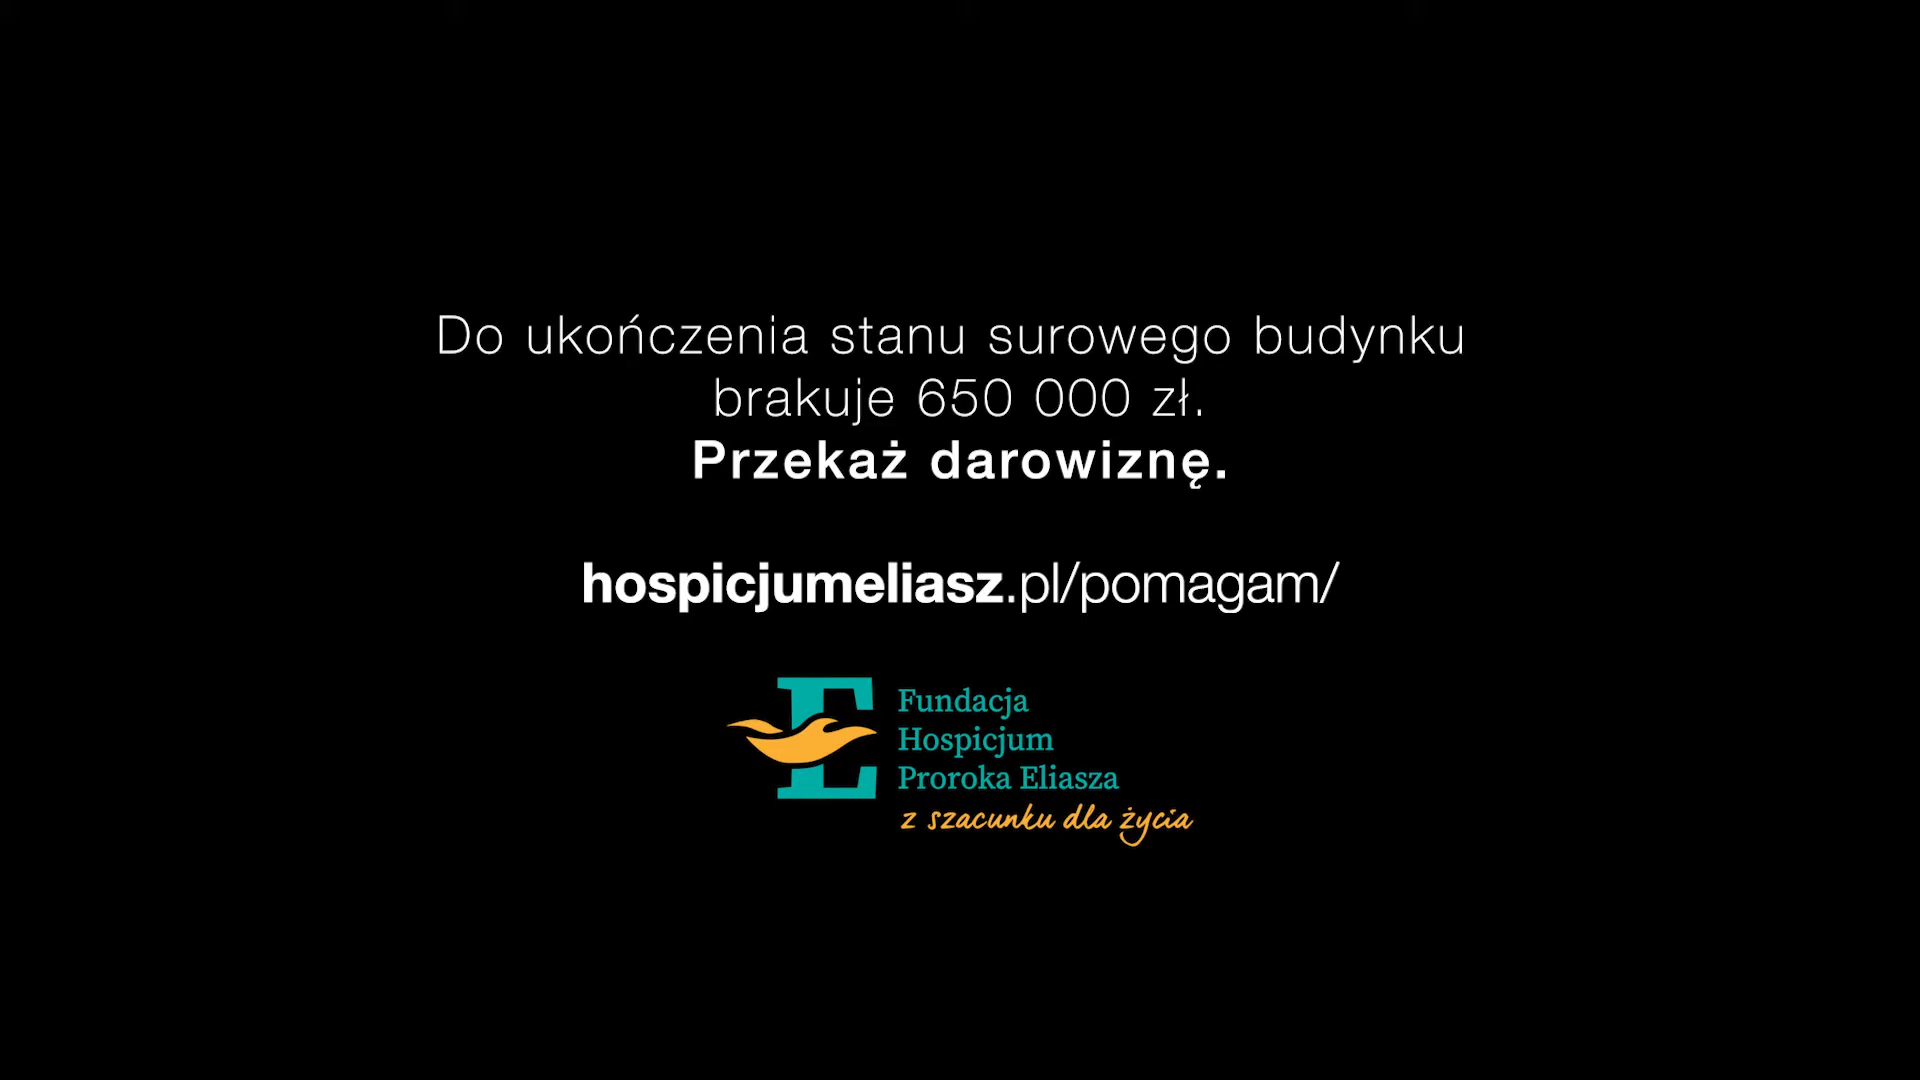 Do ukończenia stanu surowego budynku
brakuje 650 000 zł.
Przekaż darowiznę.
hospicjumeliasz.pl/pomagam/
Fundacja
Hospicjum
Proroka Eliasza
z szacunku dla życia